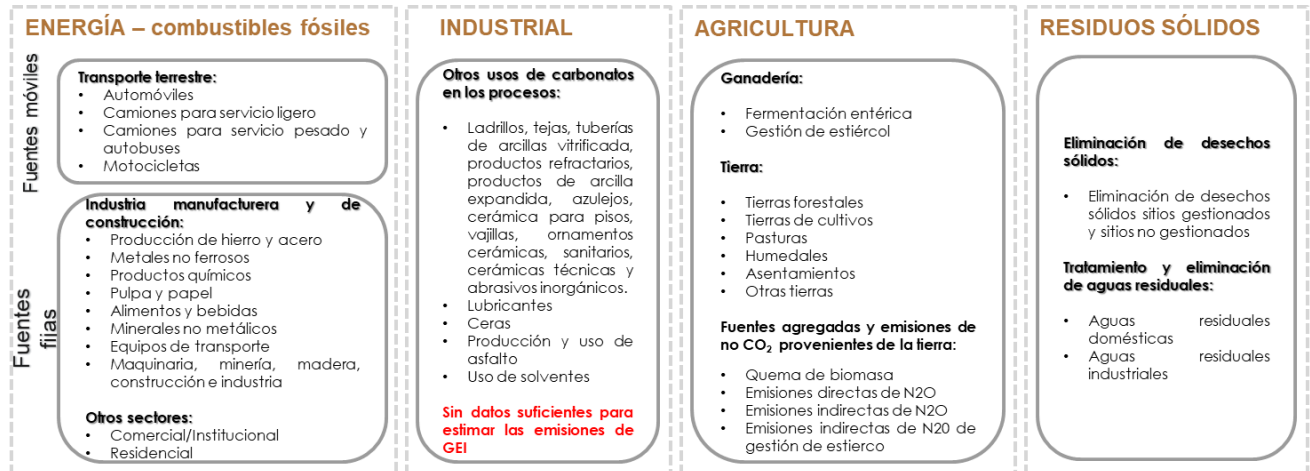 ENERGÍA – combustibles fósiles
Fuentes móviles
Transporte terrestre:
• Automóviles
• Camiones para servicio ligero
• Camiones para servicio pesado y
autobuses
• Motocicletas
Fuentes
fijas
Industria manufacturera y de
construcción:
• Producción de hierro y acero
• Metales no ferrosos
• Productos químicos
• Pulpa y papel
• Alimentos y bebidas
• Minerales no metálicos
• Equipos de transporte
• Maquinaria, minería, madera,
construcción e industria
Otros sectores:
• Comercial/Institucional
• Residencial
INDUSTRIAL
Otros usos de carbonatos
en los procesos:
• Ladrillos, tejas, tuberías
de arcillas vitrificada,
productos refractarios,
productos de arcilla
expandida, azulejos,
cerámica para pisos,
vajillas, ornamentos
cerámicas, sanitarios,
cerámicas técnicas y
abrasivos inorgánicos.
• Lubricantes
• Ceras
• Producción y uso de
asfalto
• Uso de solventes
Sin datos suficientes para
estimar las emisiones de
GEI
AGRICULTURA
Ganadería:
• Fermentación entérica
• Gestión de estiércol
Tierra:
• Tierras forestales
• Tierras de cultivos
• Pasturas
• Humedales
• Asentamientos
• Otras tierras
Fuentes agregadas y emisiones de
no CO₂ provenientes de la tierra:
• Quema de biomasa
• Emisiones directas de N2O
• Emisiones indirectas de N2O
• Emisiones indirectas de N20 de
gestión de estierco
RESIDUOS SÓLIDOS
Eliminación de desechos
sólidos:
• Eliminación de desechos
sólidos sitios gestionados
y sitios no gestionados
Tratamiento y eliminación
de aguas residuales:
• Aguas residuales
domésticas
• Aguas residuales
industriales